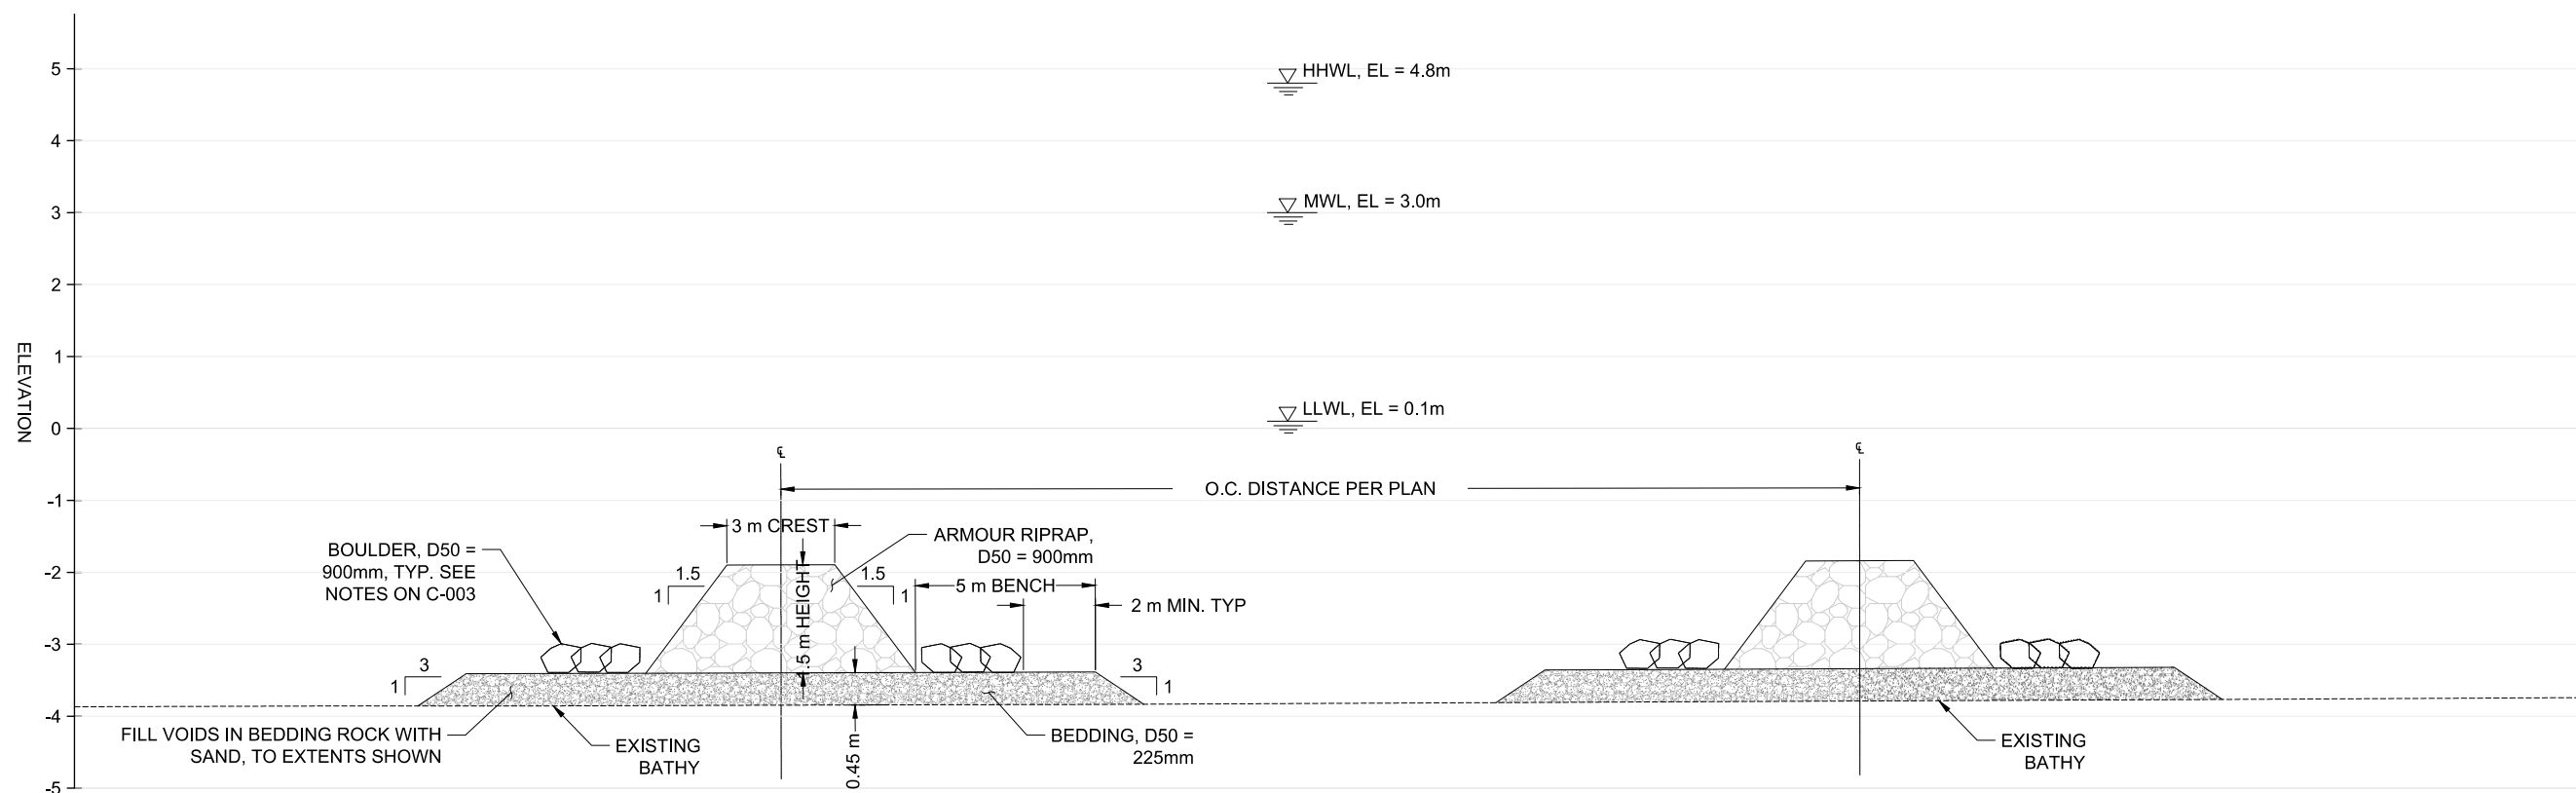 5
4
3
2
1
0
-1
-2
-3
-4
-5
ELEVATION
HHWL, EL = 4.8m
MWL, EL = 3.0m
LLWL, EL = 0.1m
℄
℄
O.C. DISTANCE PER PLAN
3 m CREST
ARMOUR RIPRAP,
D50 = 900mm
BOULDER, D50 =
900mm, TYP. SEE
NOTES ON C-003
1.5
1
1.5
1
1.5 m HEIGHT
5 m BENCH
2 m MIN. TYP
3
1
3
1
FILL VOIDS IN BEDDING ROCK WITH
SAND, TO EXTENTS SHOWN
EXISTING
BATHY
0.45 m
BEDDING, D50 =
225mm
EXISTING
BATHY